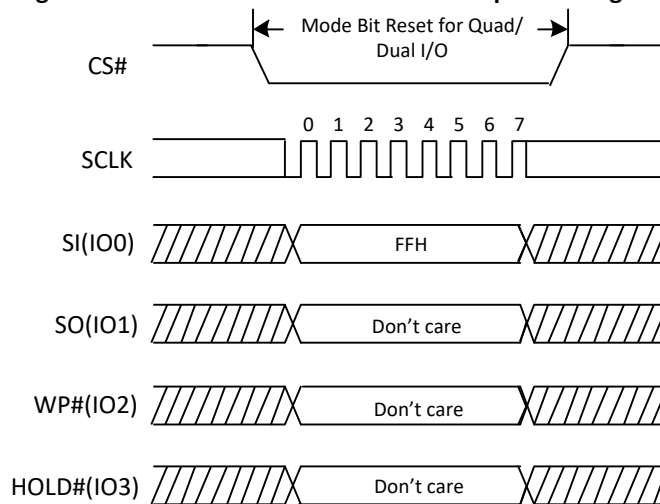 Mode Bit Reset for Quad/
Dual I/O
CS#
0 1 2 3 4 5 6 7
SCLK
SI(IO0) FFH
SO(IO1) Don't care
WP#(IO2) Don't care
HOLD#(IO3) Don't care